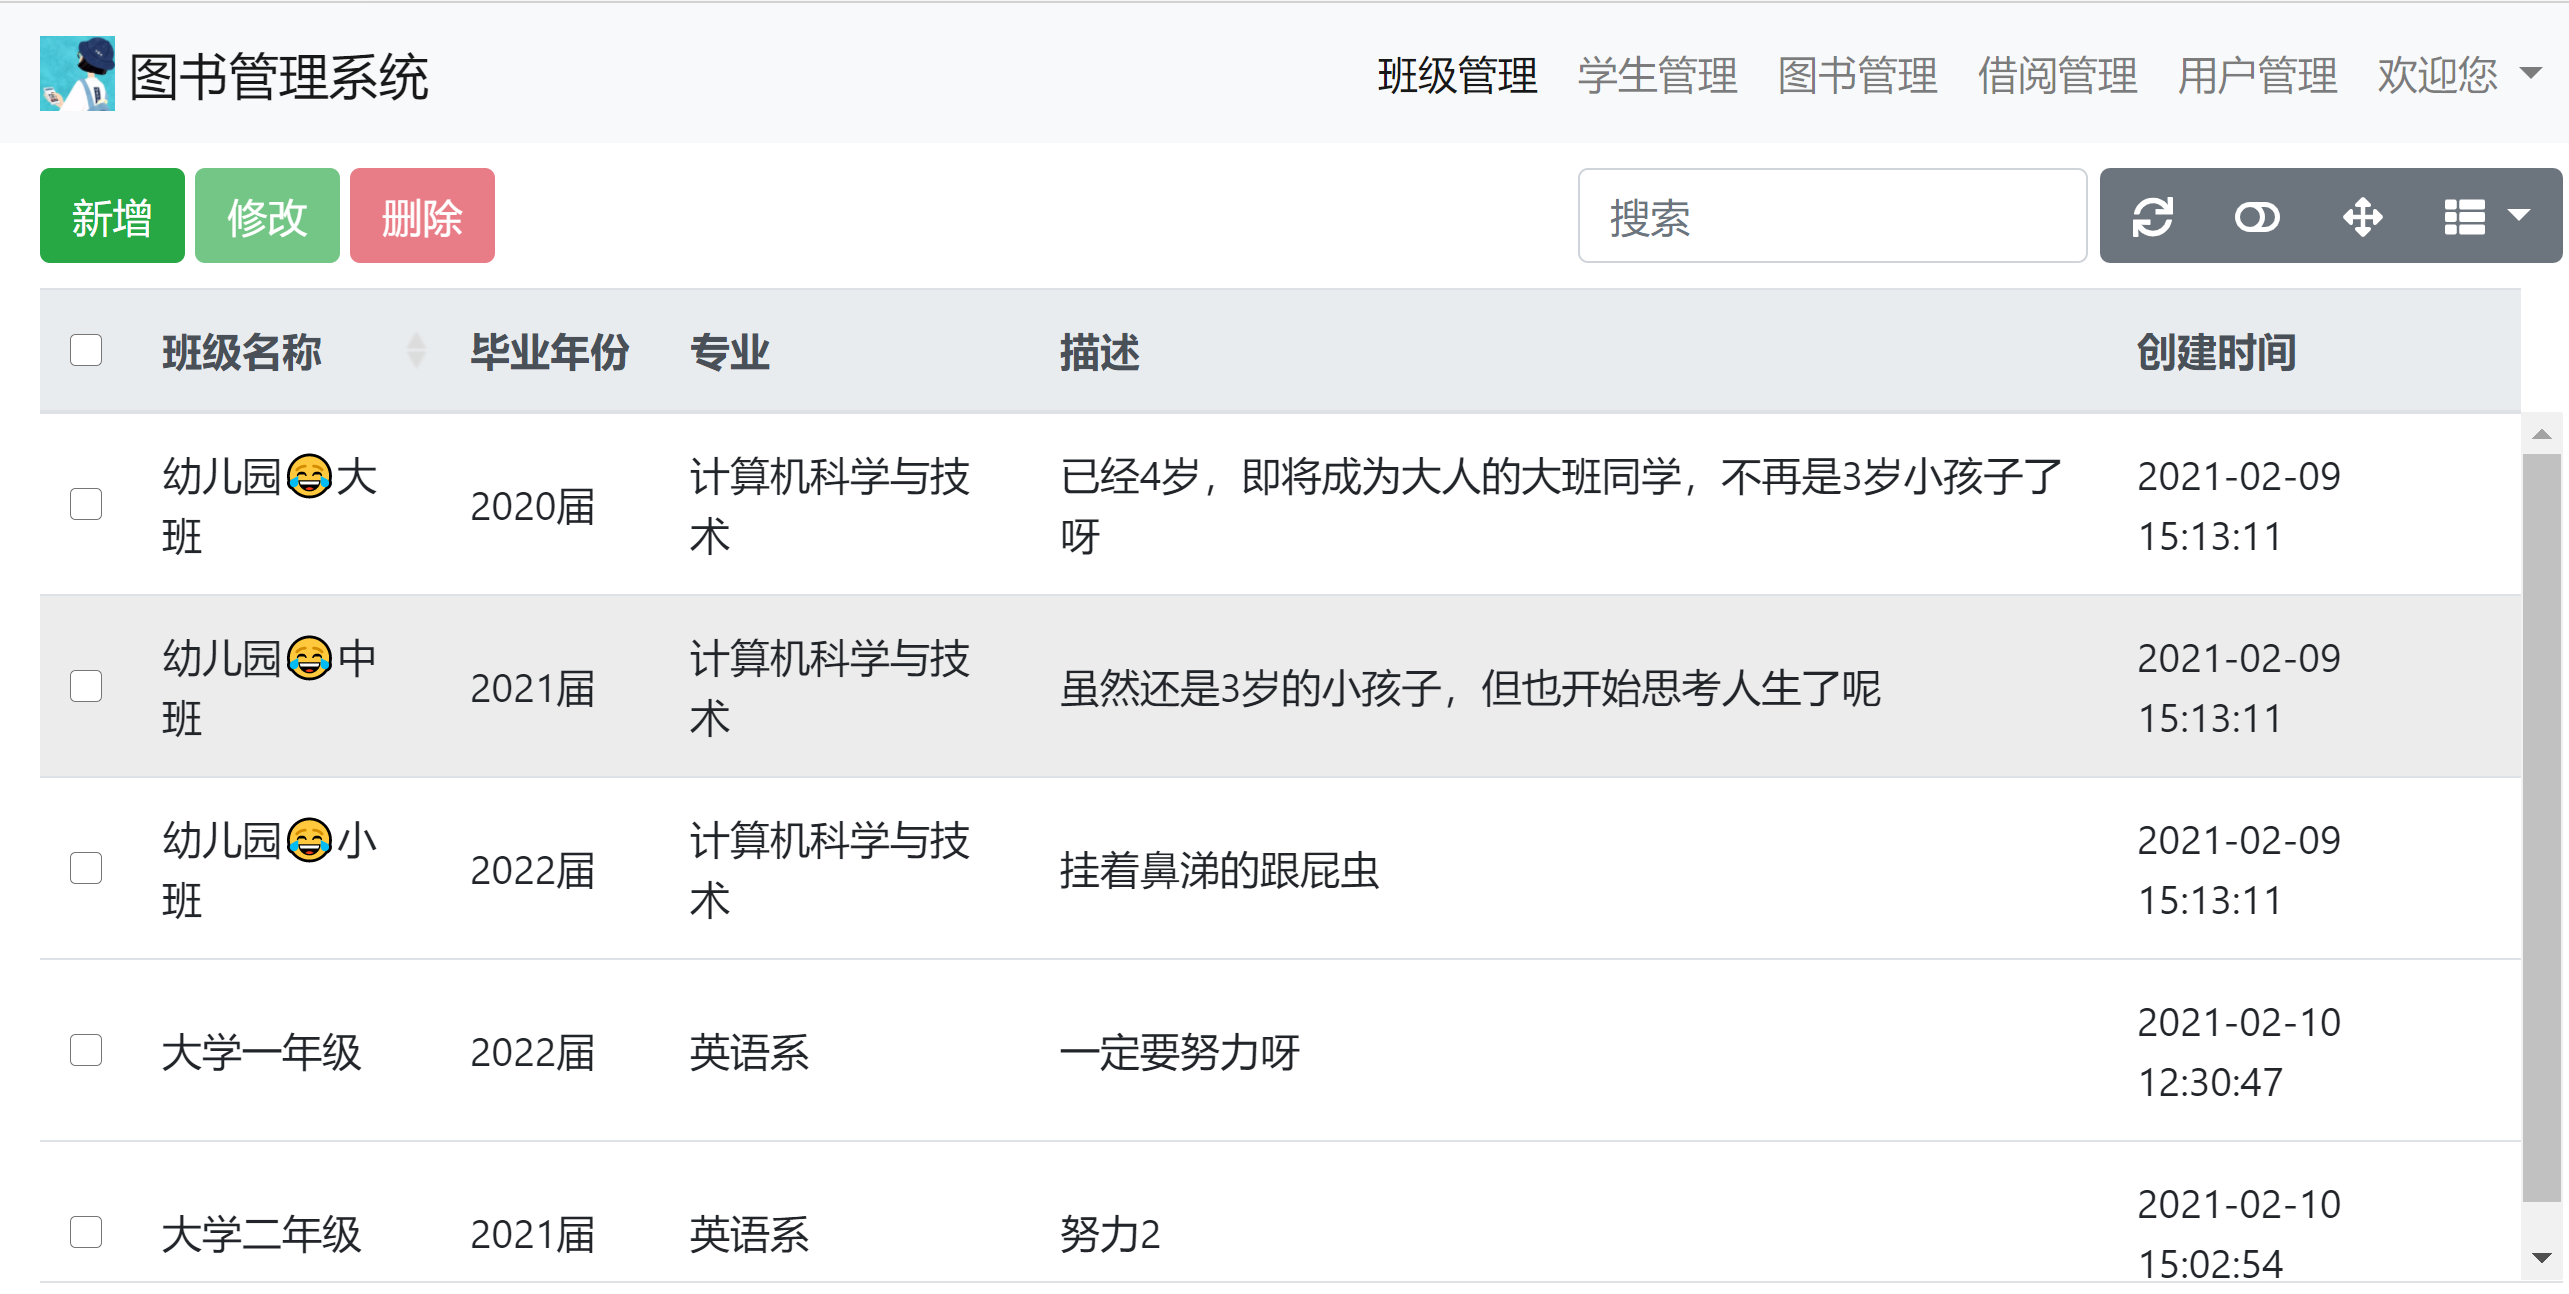 图书管理系统
班级管理 学生管理 图书管理 借阅管理 用户管理 欢迎您
新增 修改 删除 搜索
班级名称 毕业年份 专业 描述 创建时间
幼儿园😂大班 2020届 计算机科学与技术 已经4岁，即将成为大人的大班同学，不再是3岁小孩子了呀 2021-02-09 15:13:11
幼儿园😂中班 2021届 计算机科学与技术 虽然还是3岁的小孩子，但也开始思考人生了呢 2021-02-09 15:13:11
幼儿园😂小班 2022届 计算机科学与技术 挂着鼻涕的跟屁虫 2021-02-09 15:13:11
大学一年级 2022届 英语系 一定要努力呀 2021-02-10 12:30:47
大学二年级 2021届 英语系 努力2 2021-02-10 15:02:54